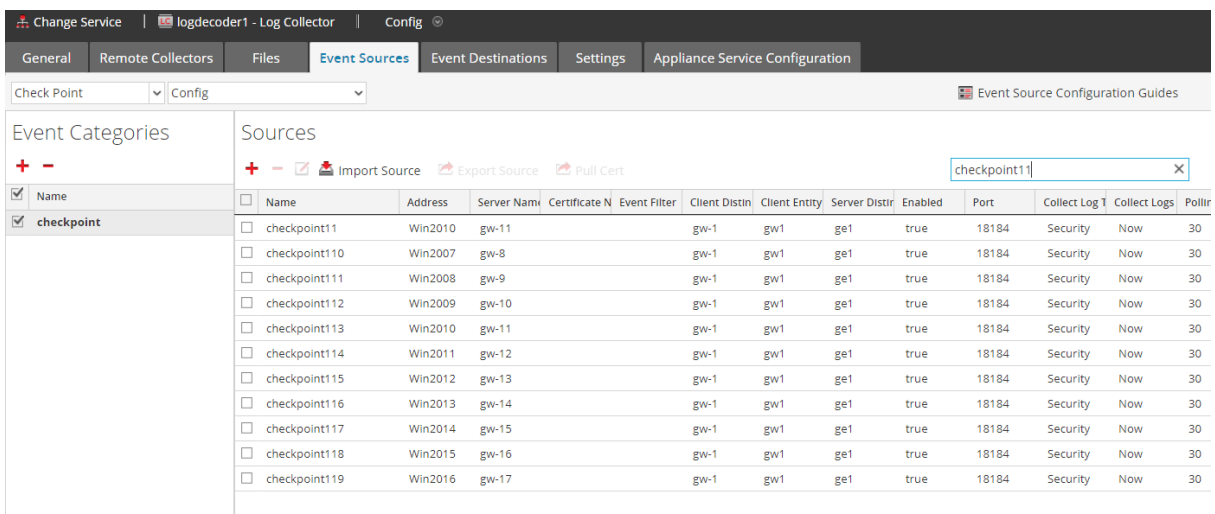 Change Service | LC logdecoder1 - Log Collector | Config
General Remote Collectors Files Event Sources Event Destinations Settings Appliance Service Configuration
Check Point Config Event Source Configuration Guides
Event Categories
Name
checkpoint
Sources
Import Source Export Source Pull Cert checkpoint11
Name Address Server Name Certificate N Event Filter Client Distin Client Entity Server Distin Enabled Port Collect Log T Collect Logs Pollin
checkpoint11 Win2010 gw-11 gw-1 gw1 ge1 true 18184 Security Now 30
checkpoint110 Win2007 gw-8 gw-1 gw1 ge1 true 18184 Security Now 30
checkpoint111 Win2008 gw-9 gw-1 gw1 ge1 true 18184 Security Now 30
checkpoint112 Win2009 gw-10 gw-1 gw1 ge1 true 18184 Security Now 30
checkpoint113 Win2010 gw-11 gw-1 gw1 ge1 true 18184 Security Now 30
checkpoint114 Win2011 gw-12 gw-1 gw1 ge1 true 18184 Security Now 30
checkpoint115 Win2012 gw-13 gw-1 gw1 ge1 true 18184 Security Now 30
checkpoint116 Win2013 gw-14 gw-1 gw1 ge1 true 18184 Security Now 30
checkpoint117 Win2014 gw-15 gw-1 gw1 ge1 true 18184 Security Now 30
checkpoint118 Win2015 gw-16 gw-1 gw1 ge1 true 18184 Security Now 30
checkpoint119 Win2016 gw-17 gw-1 gw1 ge1 true 18184 Security Now 30